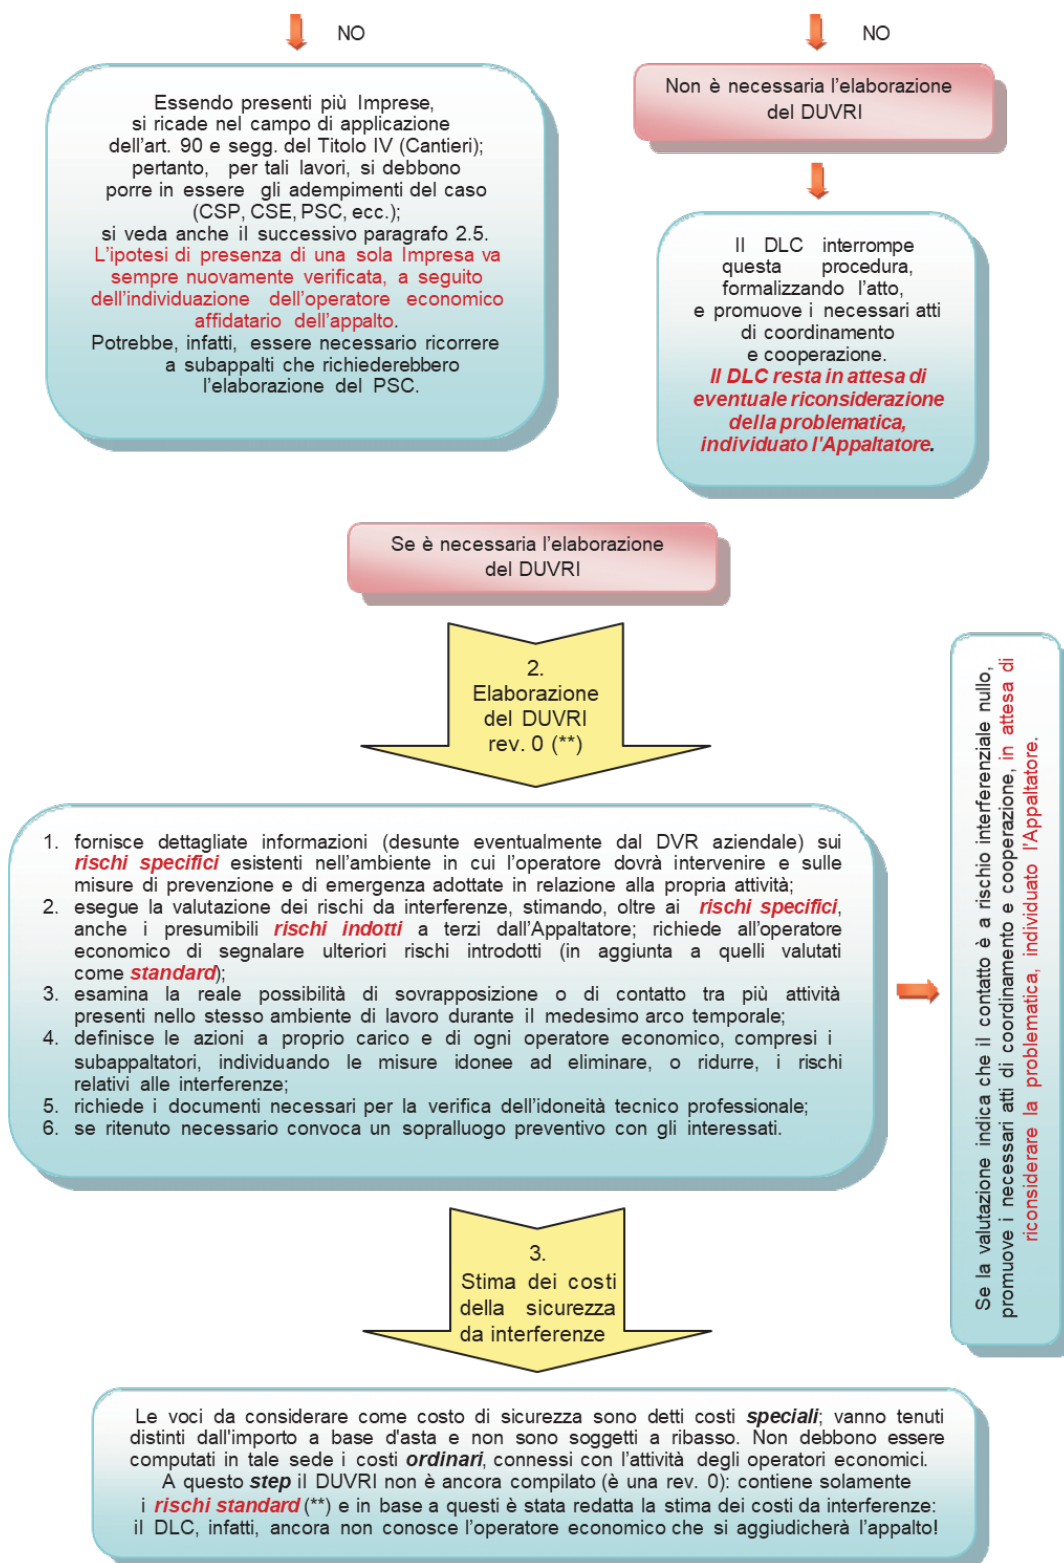 NO
Essendo presenti più Imprese,
si ricade nel campo di applicazione
dell'art. 90 e segg. del Titolo IV (Cantieri);
pertanto, per tali lavori, si debbono
porre in essere gli adempimenti del caso
(CSP, CSE, PSC, ecc.);
si veda anche il successivo paragrafo 2.5.
L'ipotesi di presenza di una sola Impresa va
sempre nuovamente verificata, a seguito
dell'individuazione dell'operatore economico
affidatario dell'appalto.
Potrebbe, infatti, essere necessario ricorrere
a subappalti che richiederebbero
l'elaborazione del PSC.
NO
Non è necessaria l'elaborazione
del DUVRI
Il DLC interrompe
questa procedura,
formalizzando l'atto,
e promuove i necessari atti
di coordinamento
e cooperazione.
Il DLC resta in attesa di
eventuale riconsiderazione
della problematica,
individuato l'Appaltatore.
Se è necessaria l'elaborazione
del DUVRI
2.
Elaborazione
del DUVRI
rev. 0 (**)
1. fornisce dettagliate informazioni (desunte eventualmente dal DVR aziendale) sui
rischi specifici esistenti nell'ambiente in cui l'operatore dovrà intervenire e sulle
misure di prevenzione e di emergenza adottate in relazione alla propria attività;
2. esegue la valutazione dei rischi da interferenze, stimando, oltre ai rischi specifici,
anche i presumibili rischi indotti a terzi dall'Appaltatore; richiede all'operatore
economico di segnalare ulteriori rischi introdotti (in aggiunta a quelli valutati
come standard);
3. esamina la reale possibilità di sovrapposizione o di contatto tra più attività
presenti nello stesso ambiente di lavoro durante il medesimo arco temporale;
4. definisce le azioni a proprio carico e di ogni operatore economico, compresi i
subappaltatori, individuando le misure idonee ad eliminare, o ridurre, i rischi
relativi alle interferenze;
5. richiede i documenti necessari per la verifica dell'idoneità tecnico professionale;
6. se ritenuto necessario convoca un sopralluogo preventivo con gli interessati.
Se la valutazione indica che il contatto è a rischio interferenziale nullo,
promuove i necessari atti di coordinamento e cooperazione, in attesa di
riconsiderare la problematica, individuato l'Appaltatore.
3.
Stima dei costi
della sicurezza
da interferenze
Le voci da considerare come costo di sicurezza sono detti costi speciali; vanno tenuti
distinti dall'importo a base d'asta e non sono soggetti a ribasso. Non debbono essere
computati in tale sede i costi ordinari, connessi con l'attività degli operatori economici.
A questo step il DUVRI non è ancora compilato (è una rev. 0): contiene solamente
i rischi standard (**) e in base a questi è stata redatta la stima dei costi da interferenze:
il DLC, infatti, ancora non conosce l'operatore economico che si aggiudicherà l'appalto!